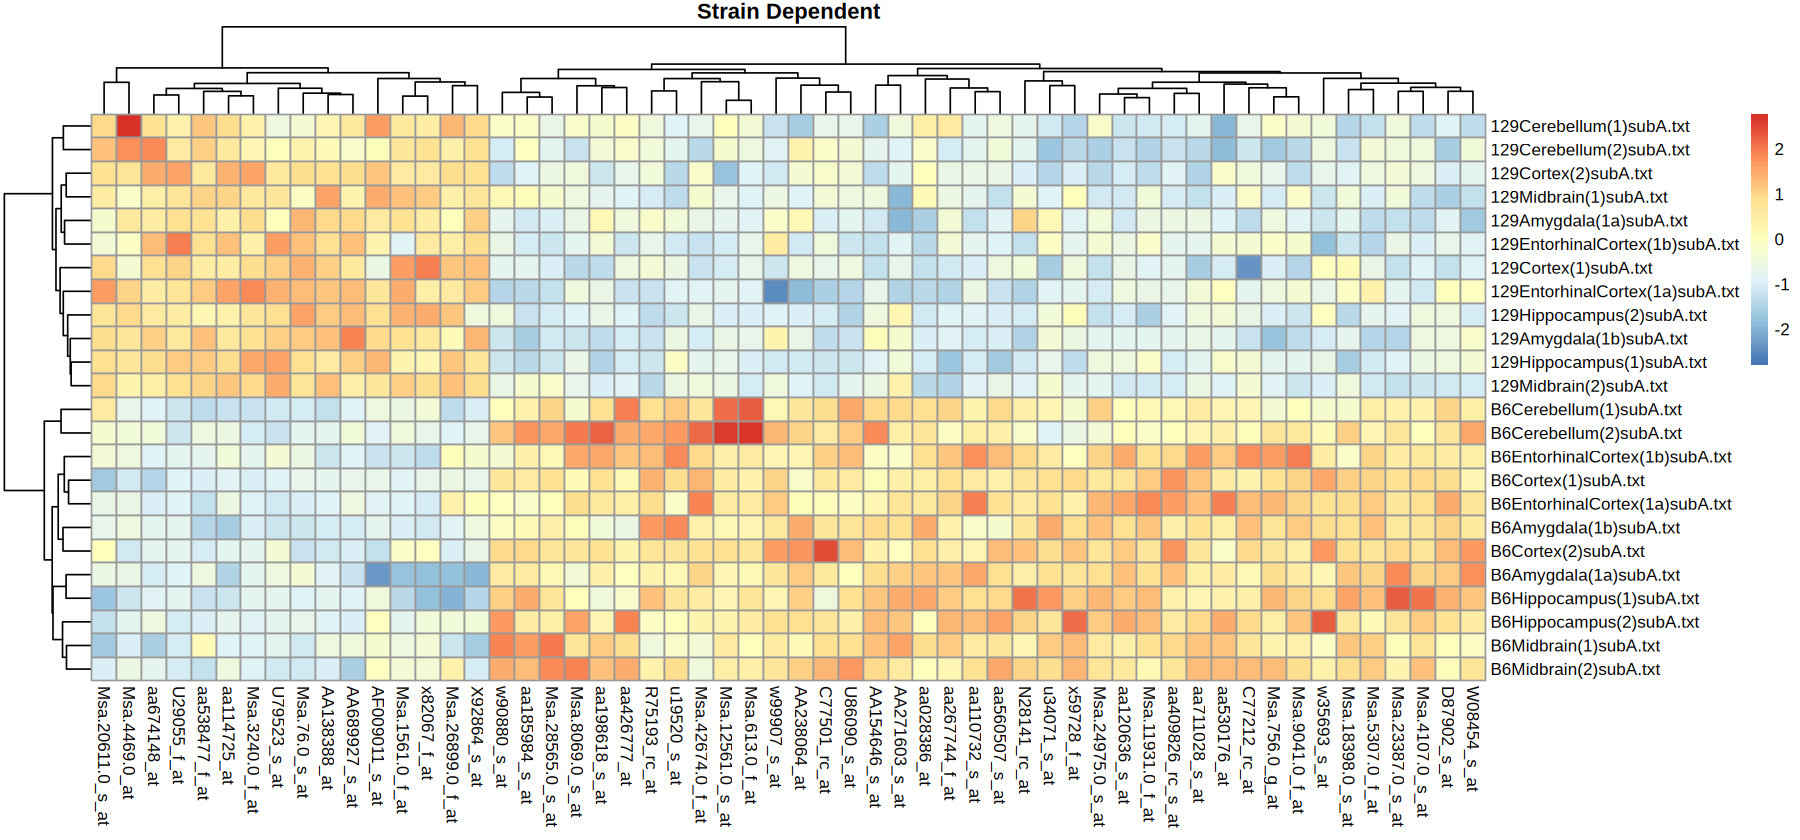 Strain Dependent
129Cerebellum(1)subA.txt
129Cerebellum(2)subA.txt
129Cortex(2)subA.txt
129Midbrain(1)subA.txt
129Amygdala(1a)subA.txt
129EntorhinalCortex(1b)subA.txt
129Cortex(1)subA.txt
129EntorhinalCortex(1a)subA.txt
129Hippocampus(2)subA.txt
129Amygdala(1b)subA.txt
129Hippocampus(1)subA.txt
129Midbrain(2)subA.txt
B6Cerebellum(1)subA.txt
B6Cerebellum(2)subA.txt
B6EntorhinalCortex(1b)subA.txt
B6Cortex(1)subA.txt
B6EntorhinalCortex(1a)subA.txt
B6Amygdala(1b)subA.txt
B6Cortex(2)subA.txt
B6Amygdala(1a)subA.txt
B6Hippocampus(1)subA.txt
B6Hippocampus(2)subA.txt
B6Midbrain(1)subA.txt
B6Midbrain(2)subA.txt
2
1
0
-1
-2
Msa.20611.0_s_at
Msa.4469.0_at
aa674148_at
U29055_f_at
aa538477_f_at
aa114725_at
Msa.3240.0_f_at
U79523_s_at
Msa.76.0_s_at
AA138388_at
AA689927_s_at
AF009011_s_at
Msa.1561.0_f_at
x82067_f_at
Msa.26899.0_f_at
X92864_s_at
w90880_s_at
aa185984_s_at
Msa.28565.0_s_at
Msa.8069.0_s_at
aa198618_s_at
aa426777_at
R75193_rc_at
u19520_s_at
Msa.42674.0_f_at
Msa.12561.0_s_at
Msa.613.0_f_at
w99907_s_at
AA238064_at
C77501_rc_at
U86090_s_at
AA154646_s_at
AA271603_s_at
aa028386_at
aa267744_f_at
aa110732_s_at
aa560507_s_at
N28141_rc_at
u34071_s_at
x59728_f_at
Msa.24975.0_s_at
aa120636_s_at
Msa.11931.0_f_at
aa409826_rc_s_at
aa711028_s_at
aa530176_at
C77212_rc_at
Msa.756.0_g_at
Msa.9041.0_f_at
w35693_s_at
Msa.18398.0_s_at
Msa.5307.0_f_at
Msa.23387.0_s_at
Msa.4107.0_s_at
D87902_s_at
W08454_s_at